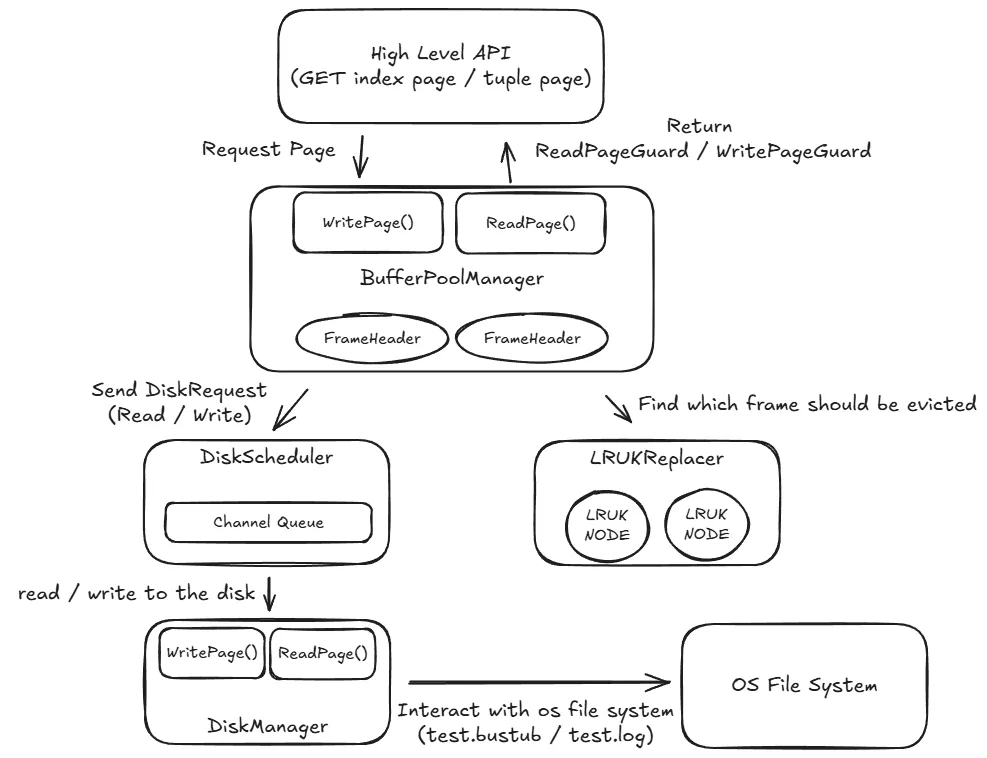 High Level API
(GET index page / tuple page)
Request Page
Return
ReadPageGuard / WritePageGuard
WritePage()
ReadPage()
BufferPoolManager
FrameHeader
FrameHeader
Send DiskRequest
(Read / Write)
Find which frame should be evicted
DiskScheduler
Channel Queue
LRUKReplacer
LRUK
NODE
LRUK
NODE
read / write to the disk
WritePage()
ReadPage()
DiskManager
Interact with os file system
(test.bustub / test.log)
OS File System